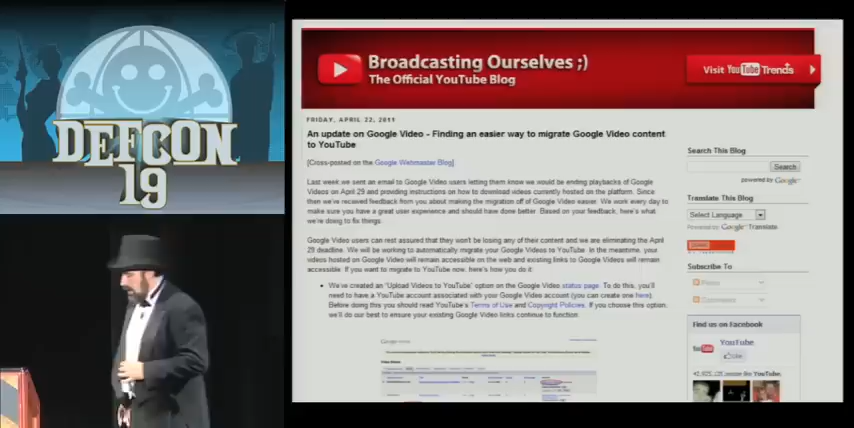 DEFCON
19
Broadcasting Ourselves ;)
The Official YouTube Blog
Visit YouTube Trends
FRIDAY, APRIL 22, 2011
An update on Google Video - Finding an easier way to migrate Google Video content
to YouTube
[Cross-posted on the Google Webmaster Blog]
Last week we sent an email to Google Video users letting them know we would be ending playbacks of Google
Videos on April 29 and providing instructions on how to download videos currently hosted on the platform. Since
then we've received feedback from you about making the migration off of Google Video easier. We work every day to
make sure you have a great user experience and should have done better. Based on your feedback, here's what
we're doing to fix things.
Google Video users can rest assured that they won't be losing any of their content and we are eliminating the April
29 deadline. We will be working to automatically migrate your Google Videos to YouTube. In the meantime, your
videos hosted on Google Video will remain accessible on the web and existing links to Google Videos will remain
accessible. If you want to migrate to YouTube now, here's how you do it:
• We've created an "Upload Videos to YouTube" option on the Google Video status page. To do this, you'll
need to have a YouTube account associated with your Google Video account (you can create one here).
Before doing this you should read YouTube's Terms of Use and Copyright Policies. If you choose this option,
we'll do our best to ensure your existing Google Video links continue to function.
Search This Blog
Search
powered by Google
Translate This Blog
Select Language
Powered by Google Translate
Subscribe To
Posts
Comments
Find us on Facebook
YouTube
Like
people like YouTube.